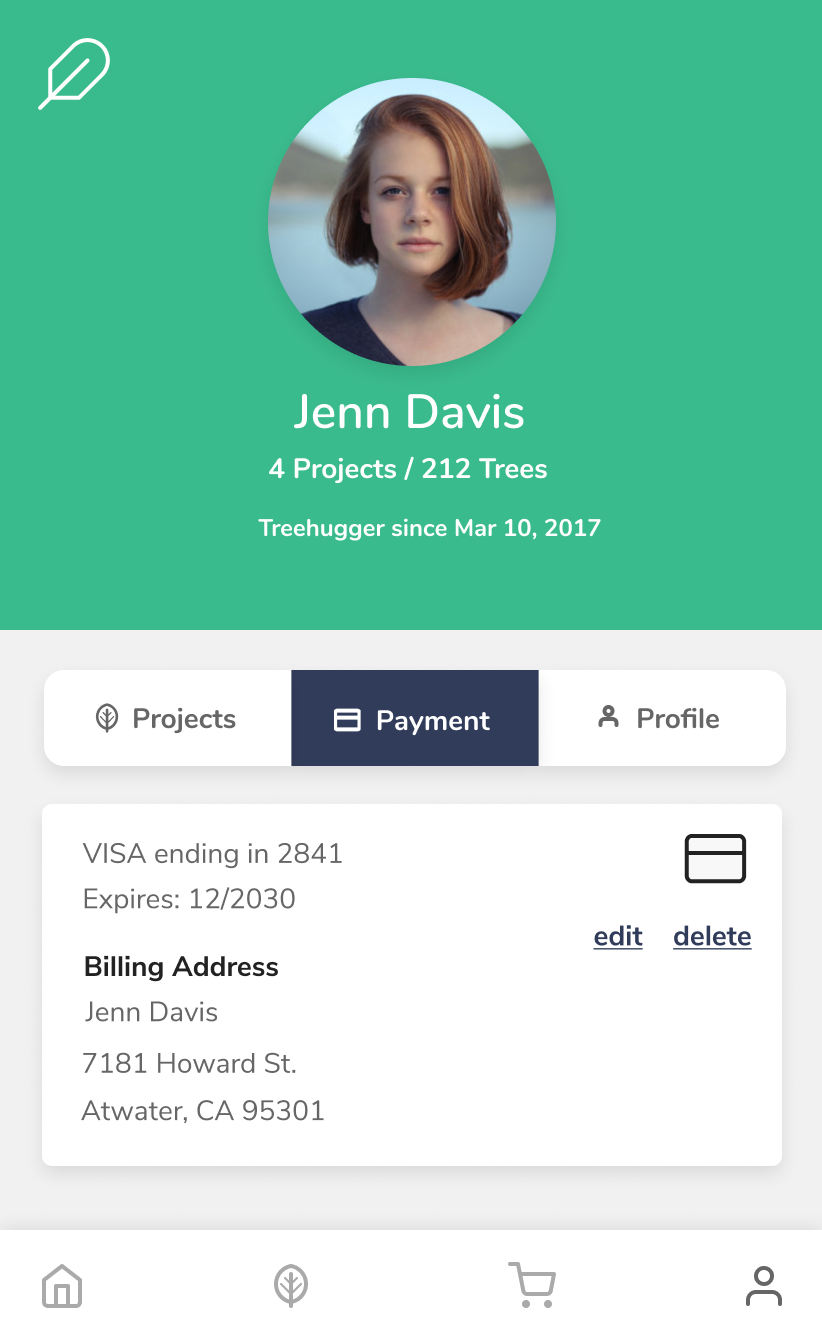 Jenn Davis
4 Projects / 212 Trees
Treehugger since Mar 10, 2017
Projects
Payment
Profile
VISA ending in 2841
Expires: 12/2030
edit
delete
Billing Address
Jenn Davis
7181 Howard St.
Atwater, CA 95301